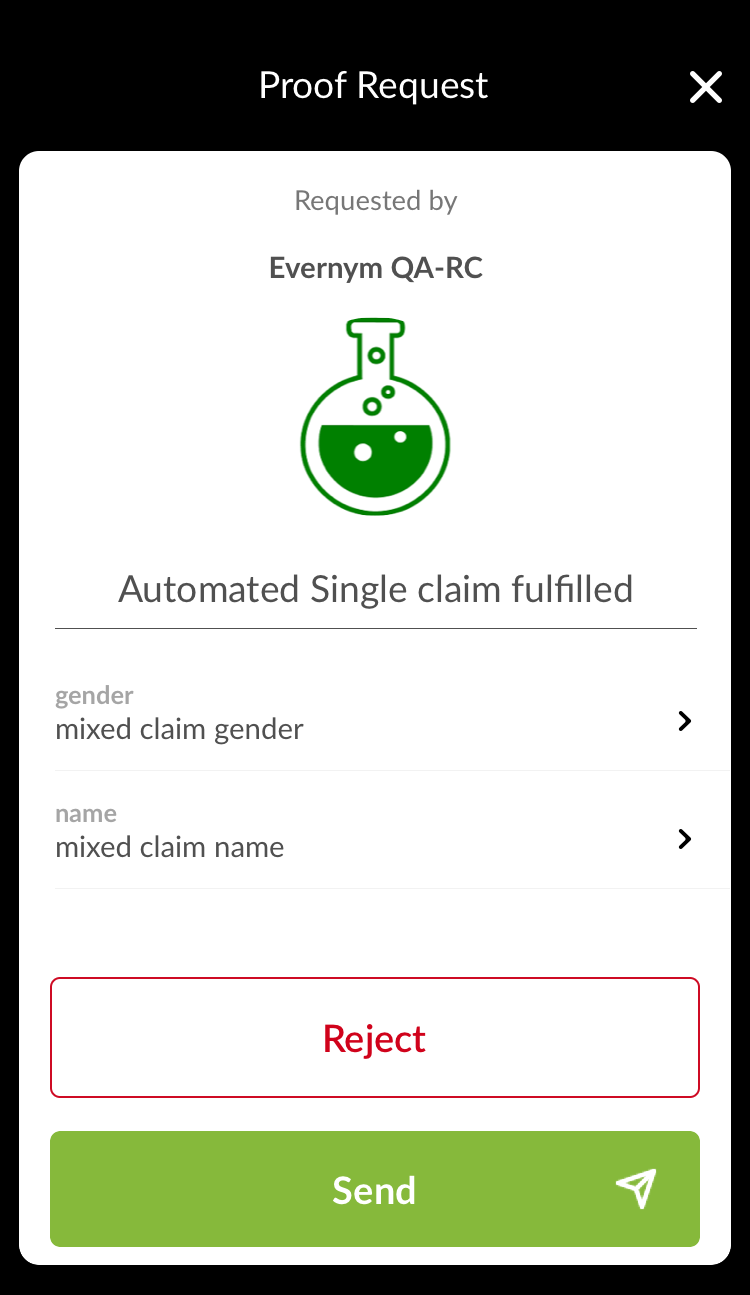 Proof Request
Requested by
Evernym QA-RC
Automated Single claim fulfilled
gender
mixed claim gender
name
mixed claim name
Reject
Send